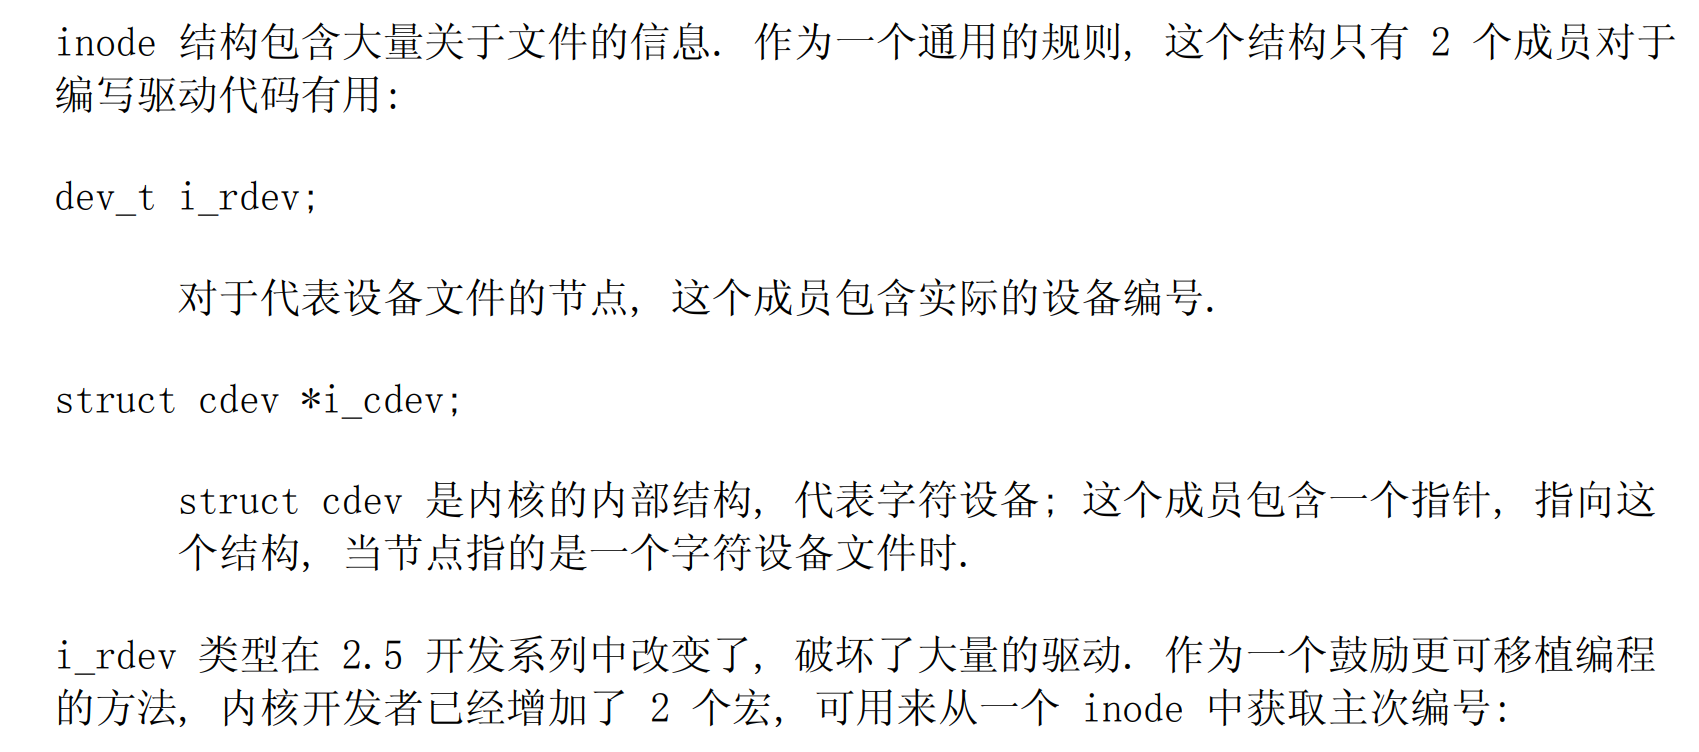 inode 结构包含大量关于文件的信息. 作为一个通用的规则, 这个结构只有 2 个成员对于
编写驱动代码有用:
dev_t i_rdev;
对于代表设备文件的节点, 这个成员包含实际的设备编号.
struct cdev *i_cdev;
struct cdev 是内核的内部结构, 代表字符设备; 这个成员包含一个指针, 指向这
个结构, 当节点指的是一个字符设备文件时.
i_rdev 类型在 2.5 开发系列中改变了, 破坏了大量的驱动. 作为一个鼓励更可移植编程
的方法, 内核开发者已经增加了 2 个宏, 可用来从一个 inode 中获取主次编号: